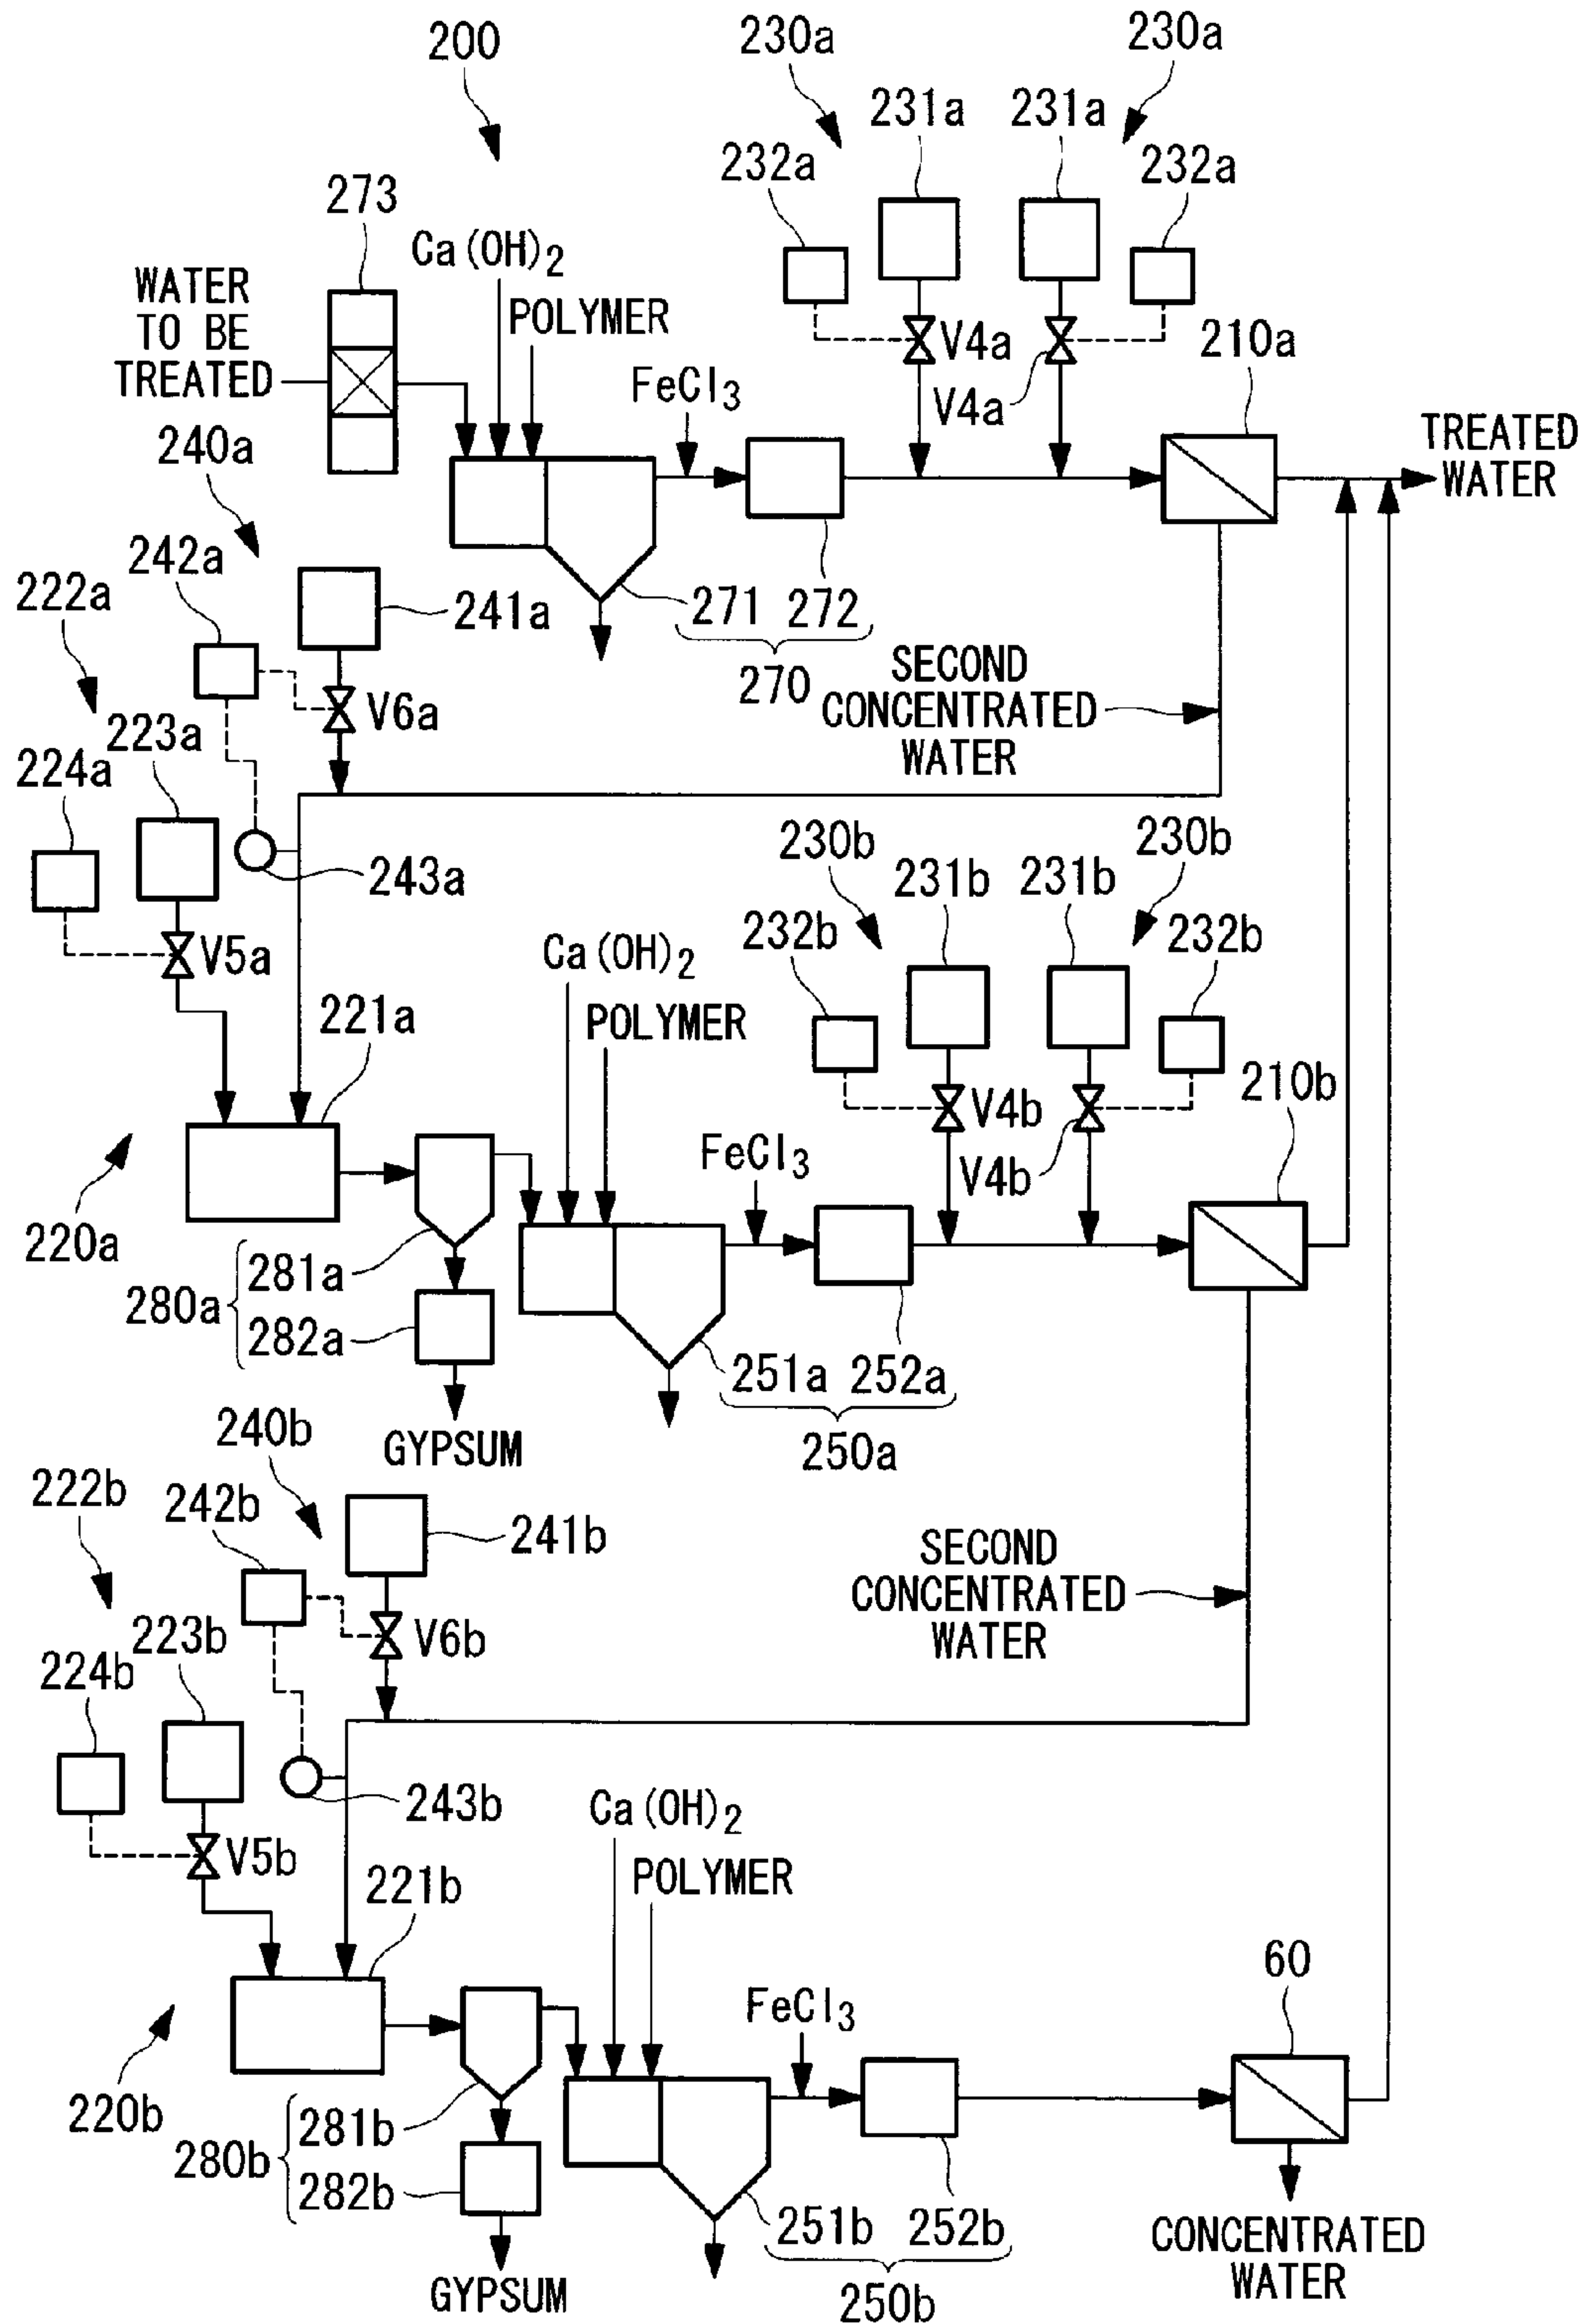 200
230a
230a
231a
231a
232a
232a
273
Ca(OH)2
WATER
TO BE
TREATED
POLYMER
V4a
210a
FeCl3
V4a
TREATED
WATER
240a
242a
222a
241a
271
272
270
SECOND
CONCENTRATED
WATER
V6a
223a
224a
243a
230b
230b
231b
231b
232b
232b
V5a
Ca(OH)2
POLYMER
221a
210b
V4b
FeCl3
V4b
220a
281a
280a
282a
251a
252a
250a
GYPSUM
240b
222b
242b
241b
SECOND
CONCENTRATED
WATER
V6b
223b
224b
243b
Ca(OH)2
V5b
POLYMER
221b
60
FeCl3
220b
281b
280b
282b
251b
252b
250b
GYPSUM
CONCENTRATED
WATER